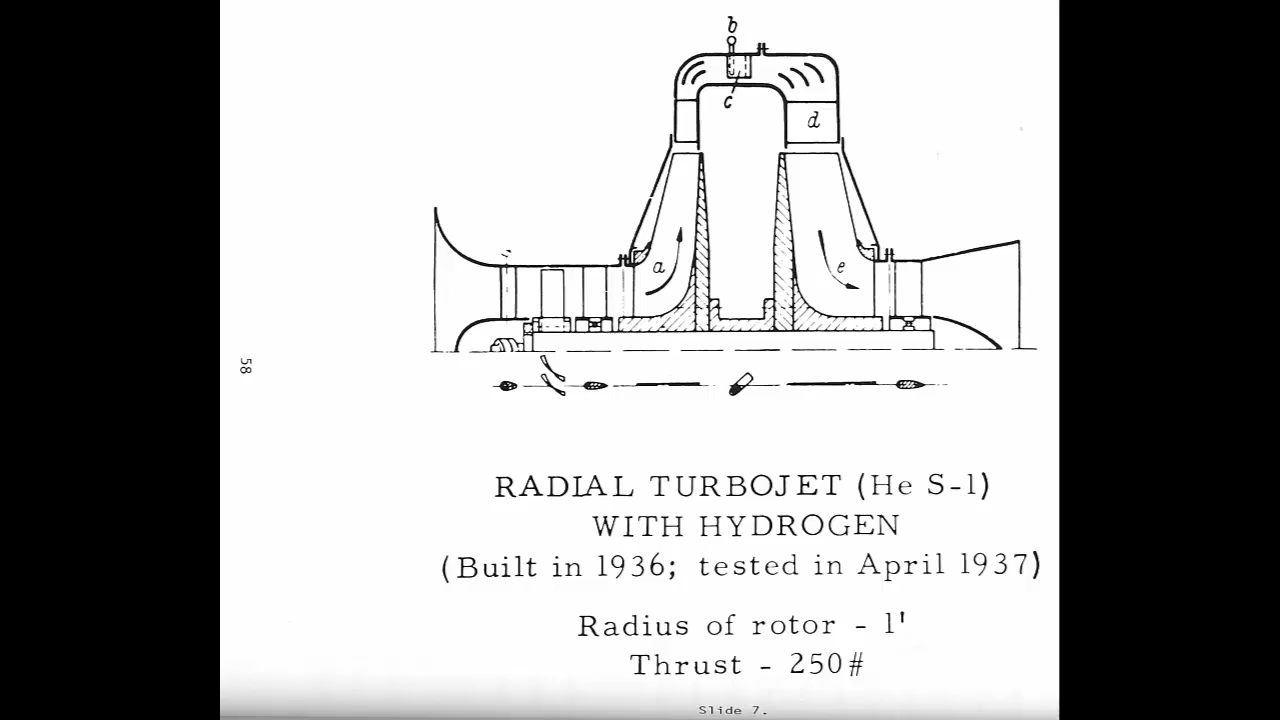 b
c
d
a
e
58
RADIAL TURBOJET (He S-1)
WITH HYDROGEN
(Built in 1936; tested in April 1937)
Radius of rotor - 1'
Thrust - 250#
Slide 7.